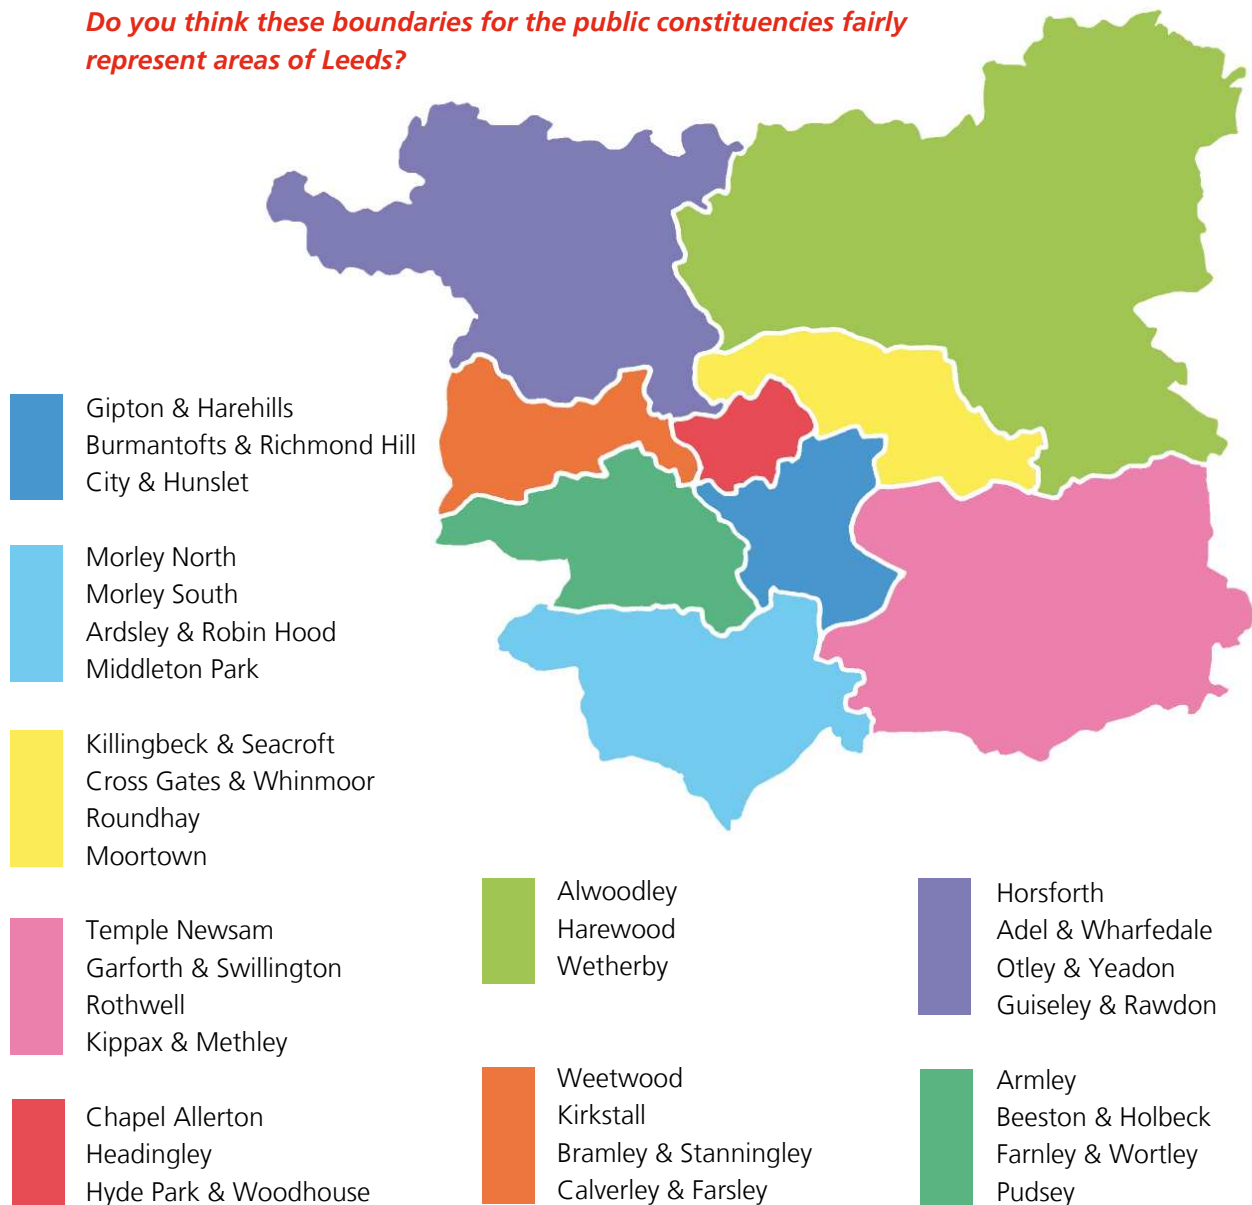 Do you think these boundaries for the public constituencies fairly
represent areas of Leeds?
Gipton & Harehills
Burmantofts & Richmond Hill
City & Hunslet
Morley North
Morley South
Ardsley & Robin Hood
Middleton Park
Killingbeck & Seacroft
Cross Gates & Whinmoor
Roundhay
Moortown
Temple Newsam
Garforth & Swillington
Rothwell
Kippax & Methley
Chapel Allerton
Headingley
Hyde Park & Woodhouse
Alwoodley
Harewood
Wetherby
Weetwood
Kirkstall
Bramley & Stanningley
Calverley & Farsley
Horsforth
Adel & Wharfedale
Otley & Yeadon
Guiseley & Rawdon
Armley
Beeston & Holbeck
Farnley & Wortley
Pudsey